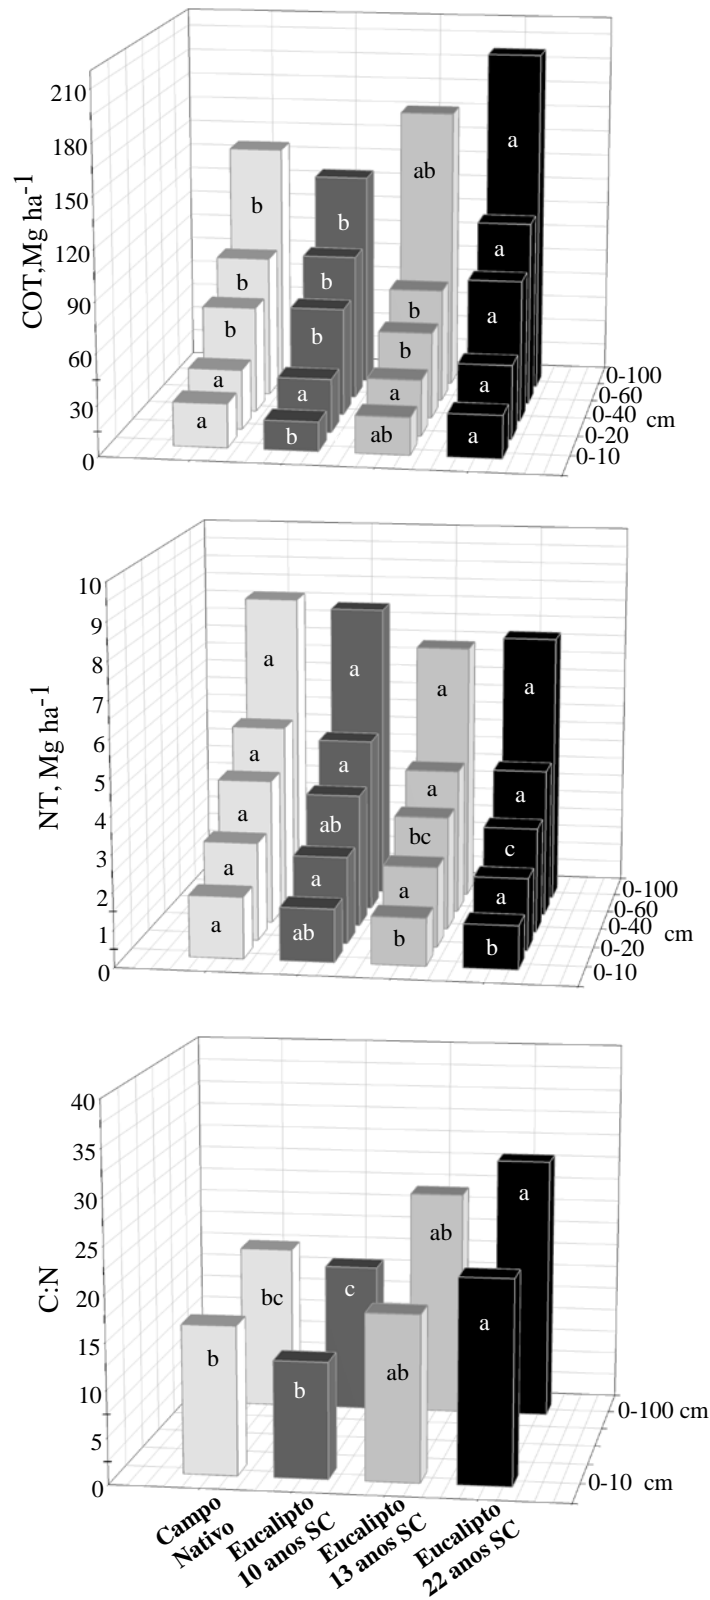 210
180
150
120
90
60
30
0
COT,Mg ha-1
b
b
ab
a
b
b
b
a
b
b
b
a
a
a
a
a
a
b
ab
a
0-100
0-60
0-40
0-20
0-10
cm
10
9
8
7
6
5
4
3
2
1
0
NT, Mg ha-1
a
a
a
a
a
a
a
a
a
ab
bc
c
a
a
a
a
a
ab
b
b
0-100
0-60
0-40
0-20
0-10
cm
40
35
30
25
20
15
10
5
0
C:N
bc
c
ab
a
b
b
ab
a
0-100 cm
0-10 cm
Campo
Nativo
Eucalipto
10 anos SC
Eucalipto
13 anos SC
Eucalipto
22 anos SC